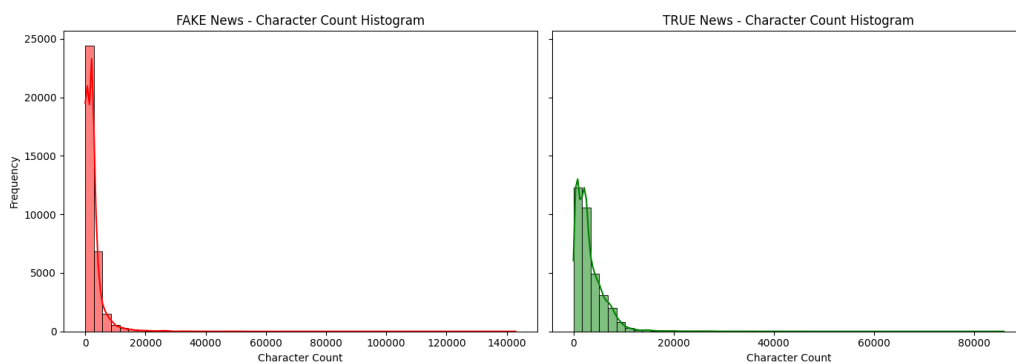 FAKE News - Character Count Histogram
25000
20000
15000
10000
5000
0
Frequency
0 20000 40000 60000 80000 100000 120000 140000
Character Count
TRUE News - Character Count Histogram
0 20000 40000 60000 80000
Character Count